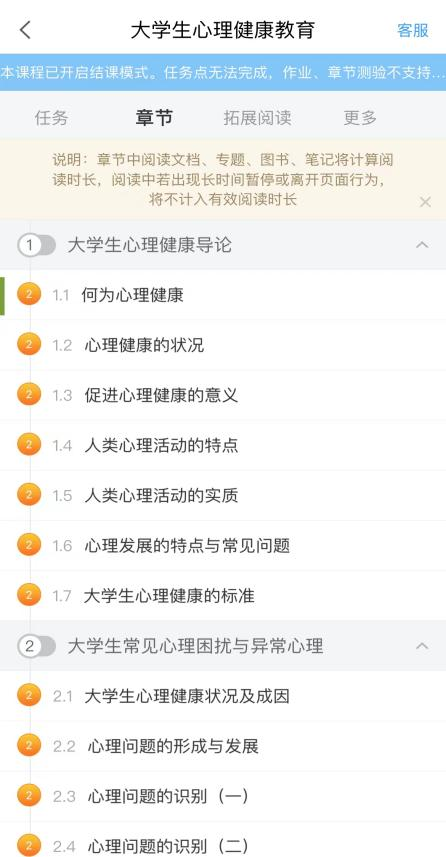 大学生心理健康教育
客服
本课程已开启结课模式。任务点无法完成，作业、章节测验不支持...
任务
章节
拓展阅读
更多
说明：章节中阅读文档、专题、图书、笔记将计算阅
读时长，阅读中若出现长时间暂停或离开页面行为，
将不计入有效阅读时长
1 大学生心理健康导论
2 1.1 何为心理健康
2 1.2 心理健康的状况
2 1.3 促进心理健康的意义
2 1.4 人类心理活动的特点
2 1.5 人类心理活动的实质
2 1.6 心理发展的特点与常见问题
2 1.7 大学生心理健康的标准
2 大学生常见心理困扰与异常心理
2 2.1 大学生心理健康状况及成因
2 2.2 心理问题的形成与发展
2 2.3 心理问题的识别（一）
2 2.4 心理问题的识别（二）